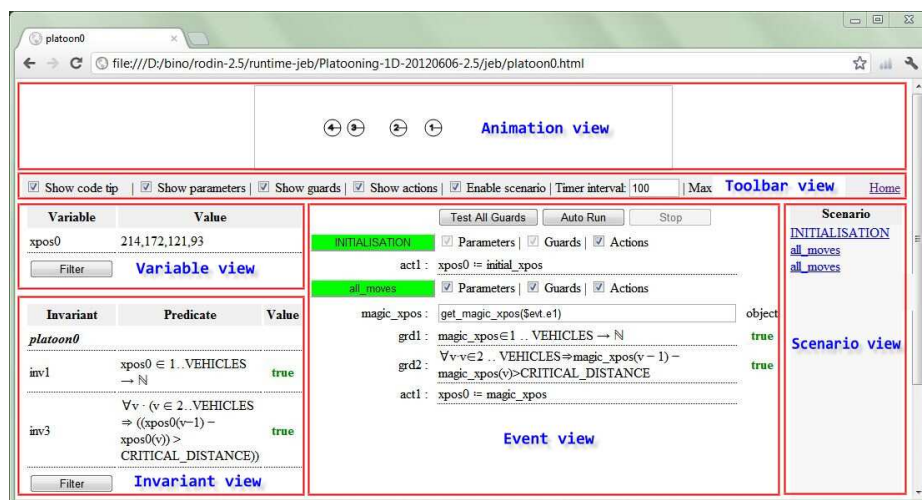 platoon0
file:///D:/bino/rodin-2.5/runtime-jeb/Platooning-1D-20120606-2.5/jeb/platoon0.html
4 3 2 1 Animation view
Show code tip | Show parameters | Show guards | Show actions | Enable scenario | Timer interval: 100 | Max Toolbar view Home
Variable Value
xpos0 214,172,121,93
Filter Variable view
Invariant Predicate Value
platoon0
inv1 xpos0 ∈ 1..VEHICLES
→ ℕ
true
inv3 ∀v · (v ∈ 2..VEHICLES
⇒ ((xpos0(v−1) −
xpos0(v)) >
CRITICAL_DISTANCE))
true
Filter Invariant view
Test All Guards Auto Run Stop
INITIALISATION Parameters | Guards | Actions
act1 : xpos0 ≔ initial_xpos
all_moves Parameters | Guards | Actions
magic_xpos : get_magic_xpos($evt.e1) object
grd1 : magic_xpos∈1 .. VEHICLES → ℕ true
grd2 : ∀v·v∈2 .. VEHICLES⇒magic_xpos(v − 1) −
magic_xpos(v)>CRITICAL_DISTANCE
true
act1 : xpos0 ≔ magic_xpos
Event view
Scenario
INITIALISATION
all_moves
all_moves
Scenario view